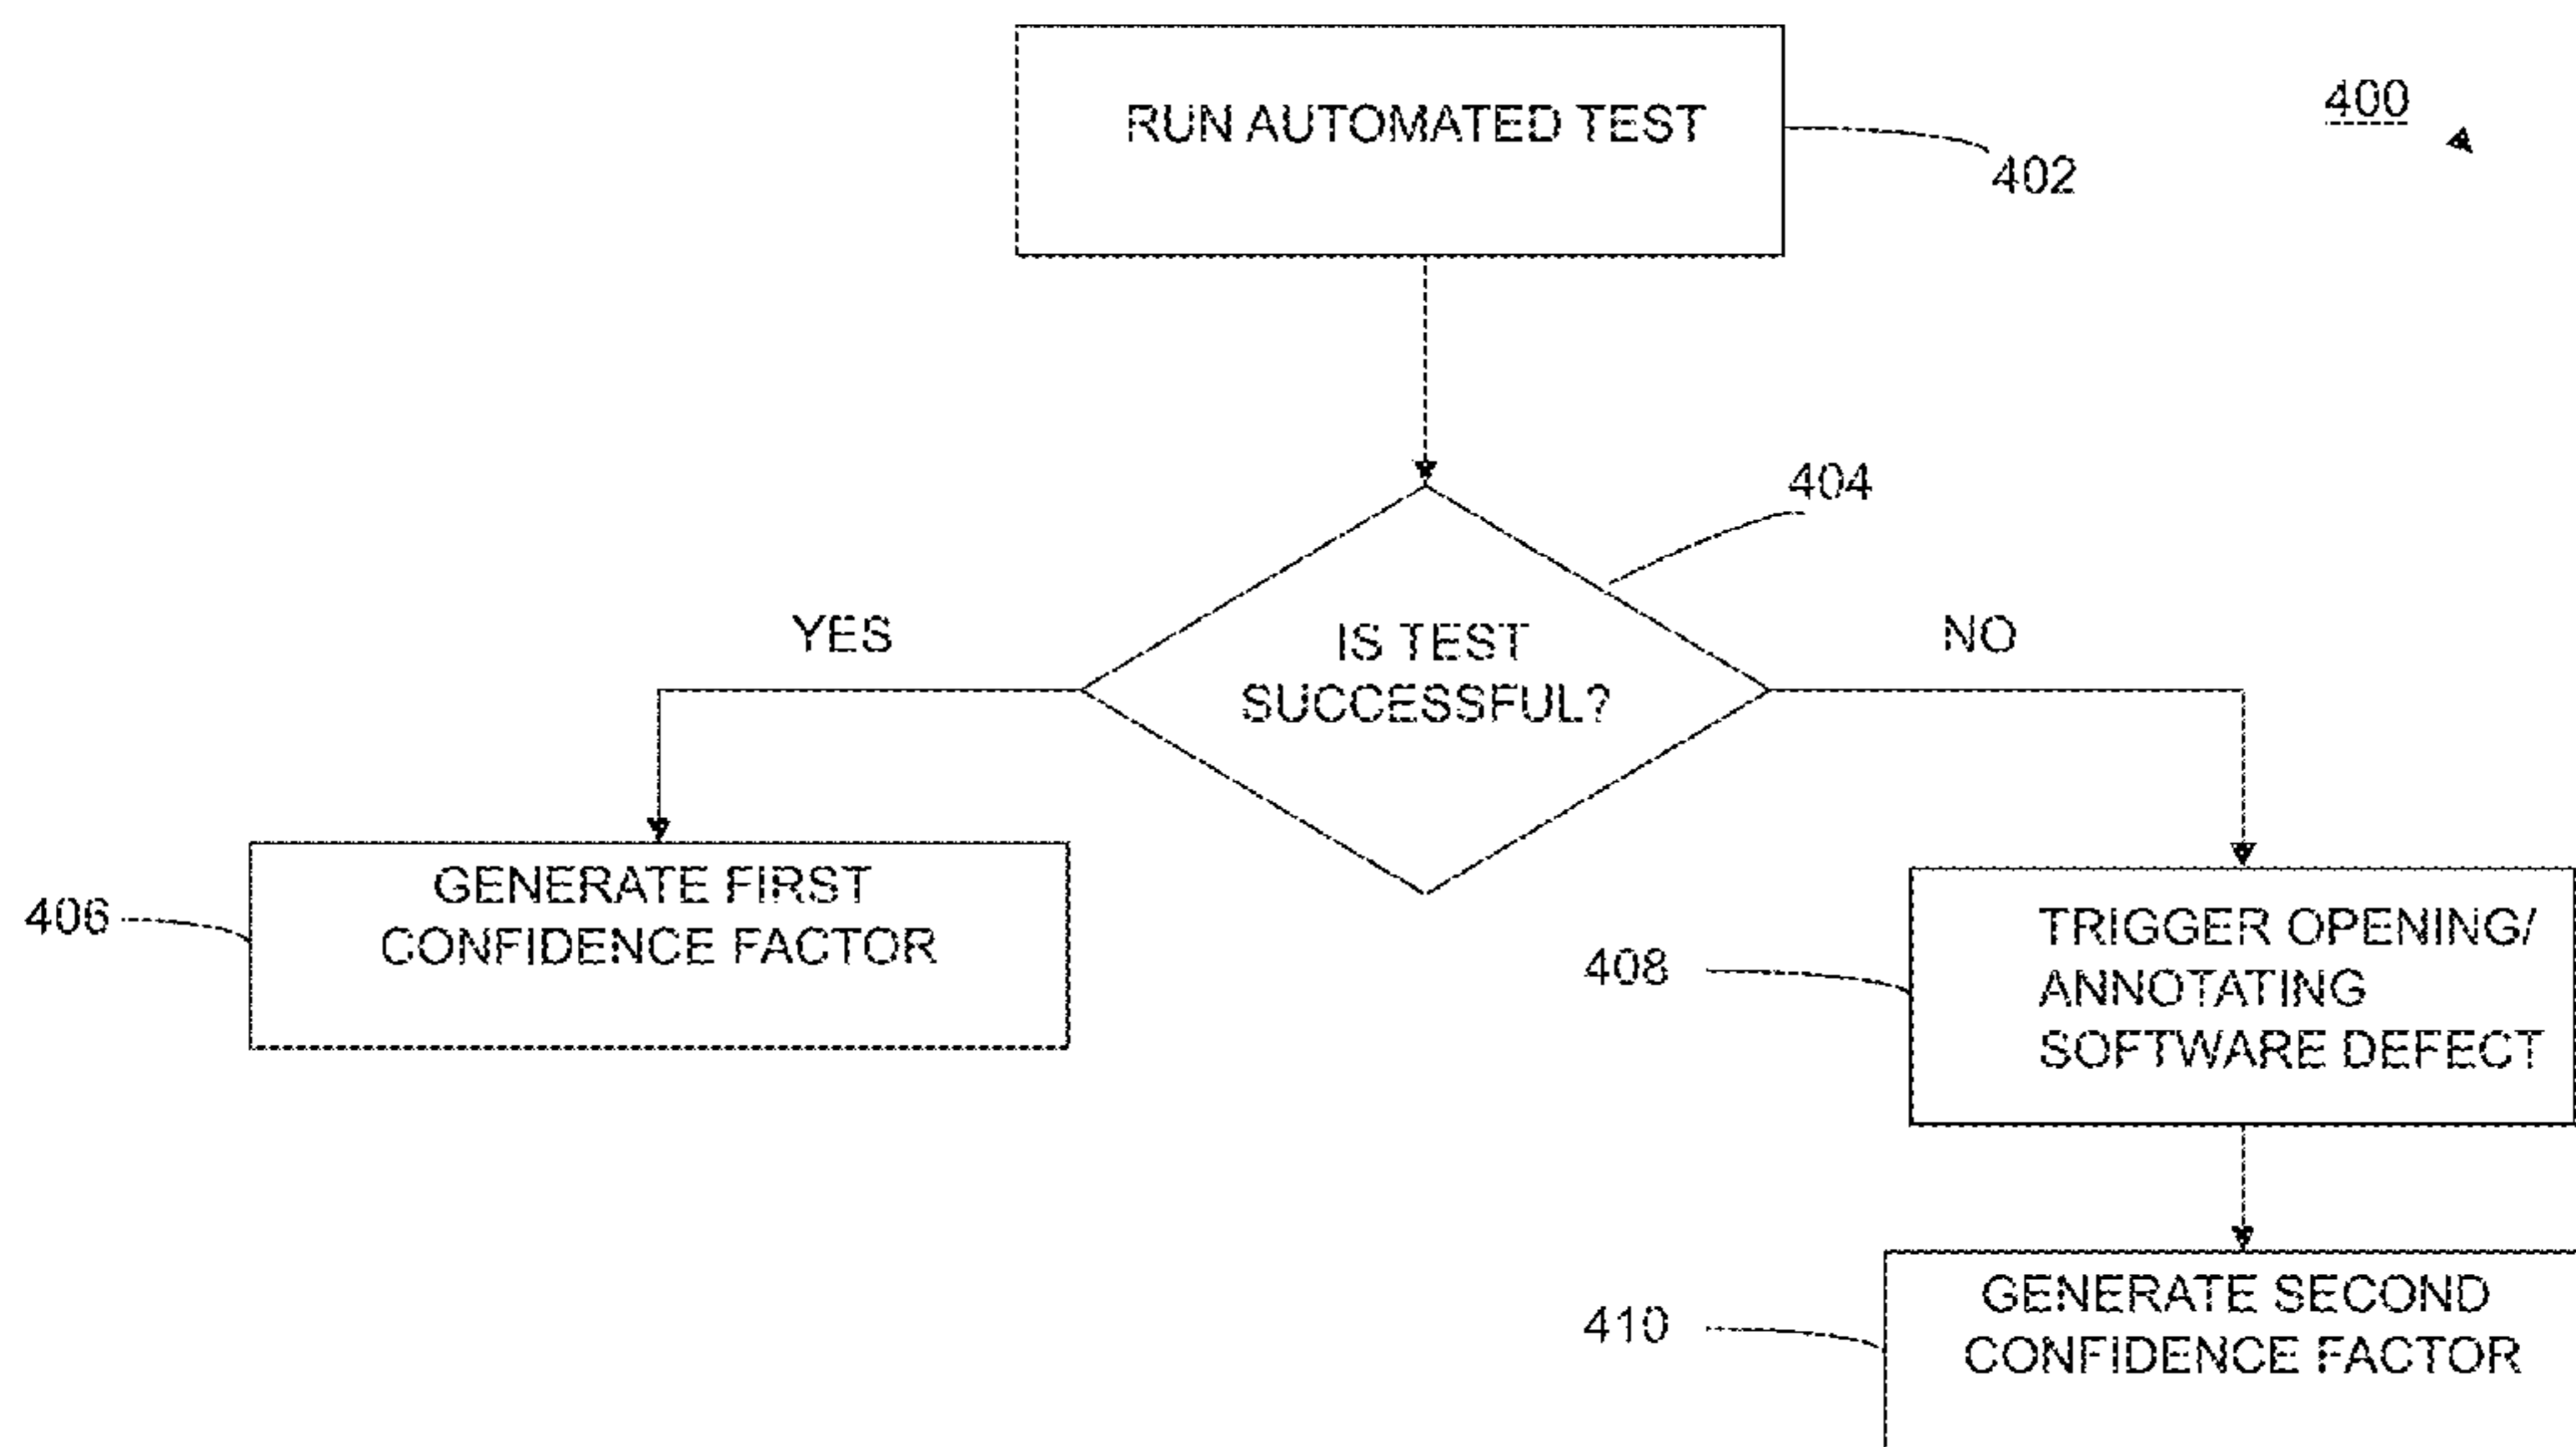 RUN AUTOMATED TEST
400
402
404
YES
IS TEST
SUCCESSFUL?
NO
GENERATE FIRST
CONFIDENCE FACTOR
406
TRIGGER OPENING/
ANNOTATING
SOFTWARE DEFECT
408
GENERATE SECOND
CONFIDENCE FACTOR
410